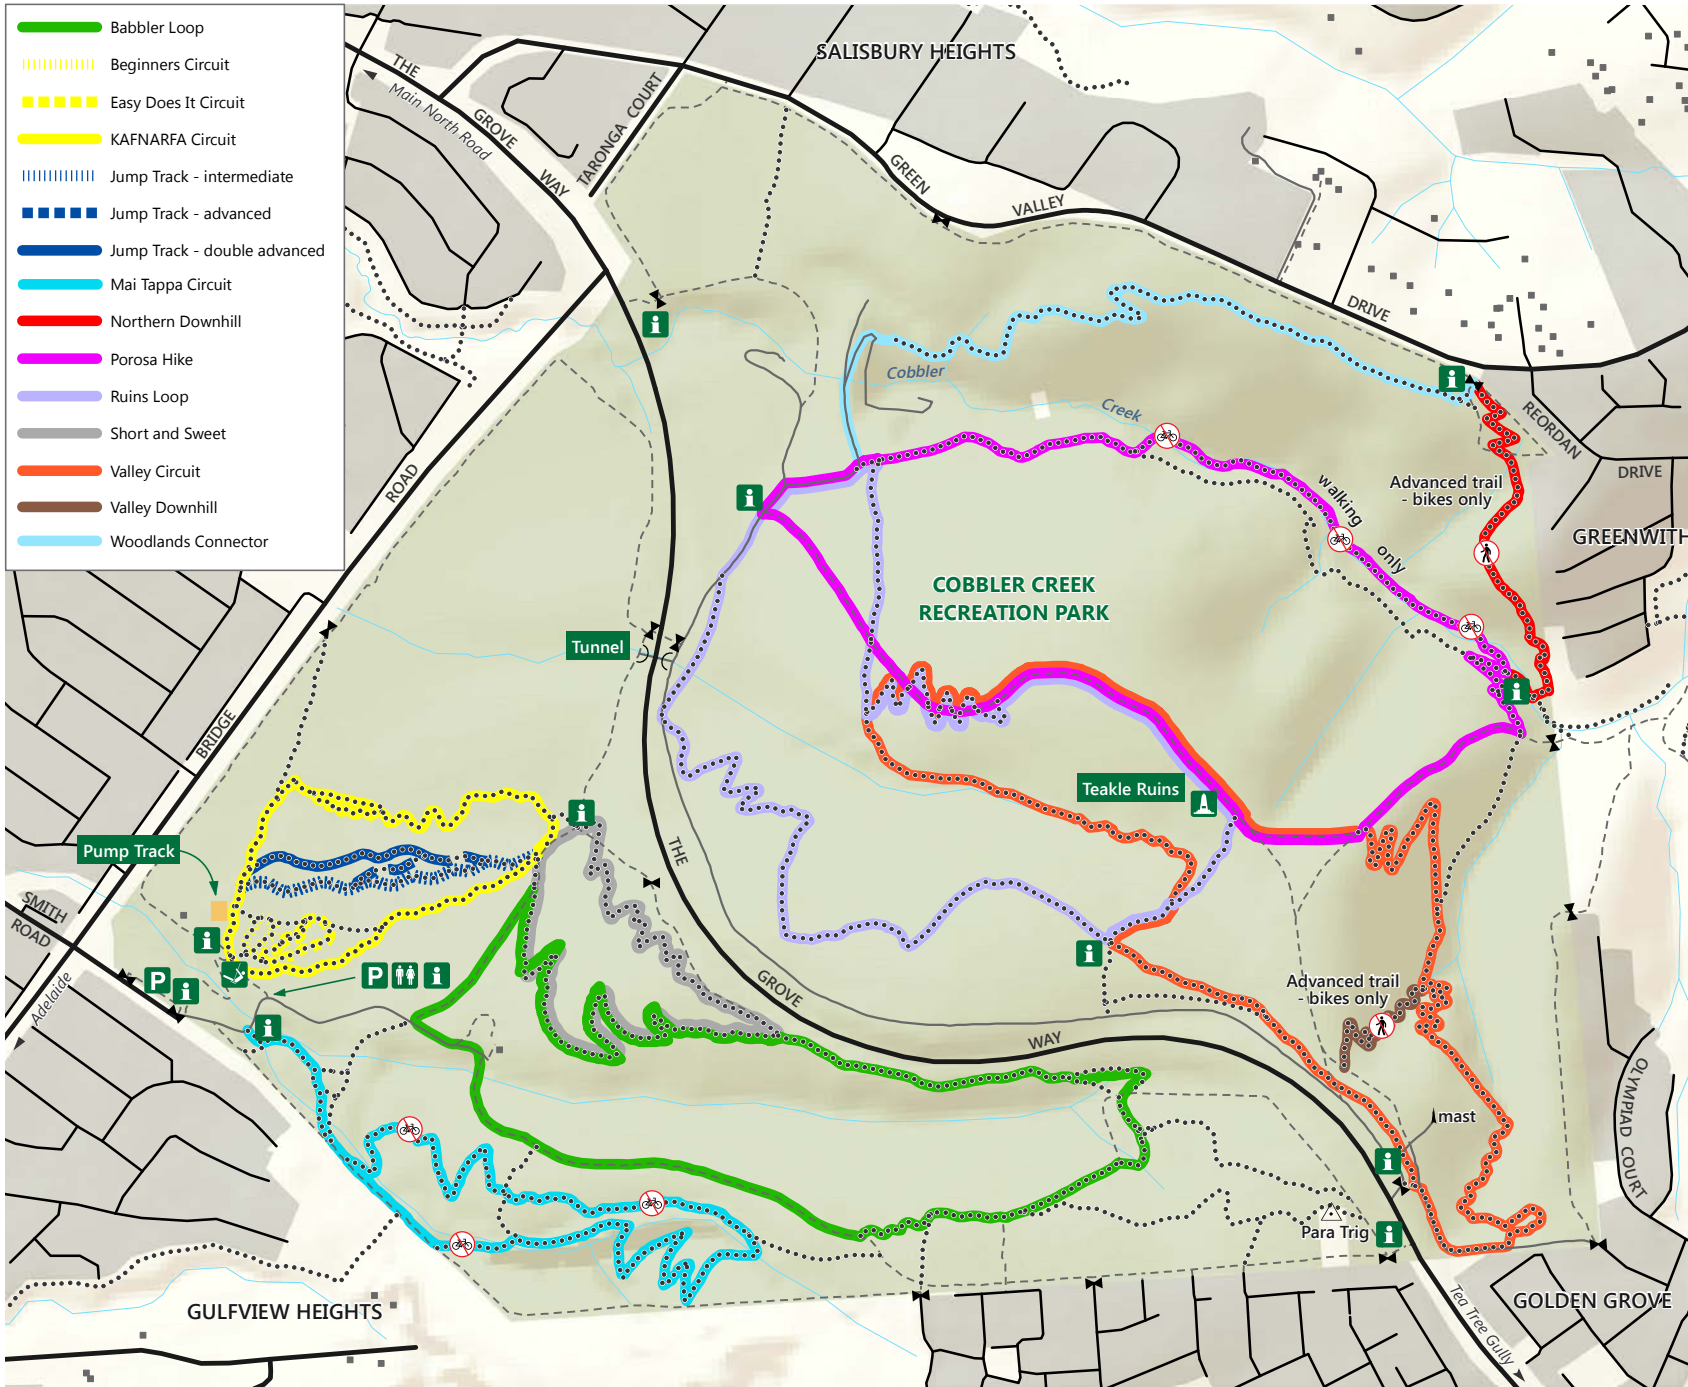 Babbler Loop
Beginners Circuit
Easy Does It Circuit
KAFNARFA Circuit
Jump Track - intermediate
Jump Track - advanced
Jump Track - double advanced
Mai Tappa Circuit
Northern Downhill
Porosa Hike
Ruins Loop
Short and Sweet
Valley Circuit
Valley Downhill
Woodlands Connector
SALISBURY HEIGHTS
THE
GROVE
WAY
Main North Road
TARONGA COURT
GREEN
VALLEY
DRIVE
REORDAN
DRIVE
GREENWITH
Cobbler
Creek
walking
only
Advanced trail
- bikes only
COBBLER CREEK
RECREATION PARK
ROAD
BRIDGE
Tunnel
Teakle Ruins
Pump Track
THE
GROVE
WAY
SMITH
ROAD
Adelaide
P
i
P
i
Advanced trail
- bikes only
mast
OLYMPIAD COURT
Para Trig
GULFVIEW HEIGHTS
GOLDEN GROVE
Tea Tree Gully
i
i
i
i
i
i
i
i
i
i